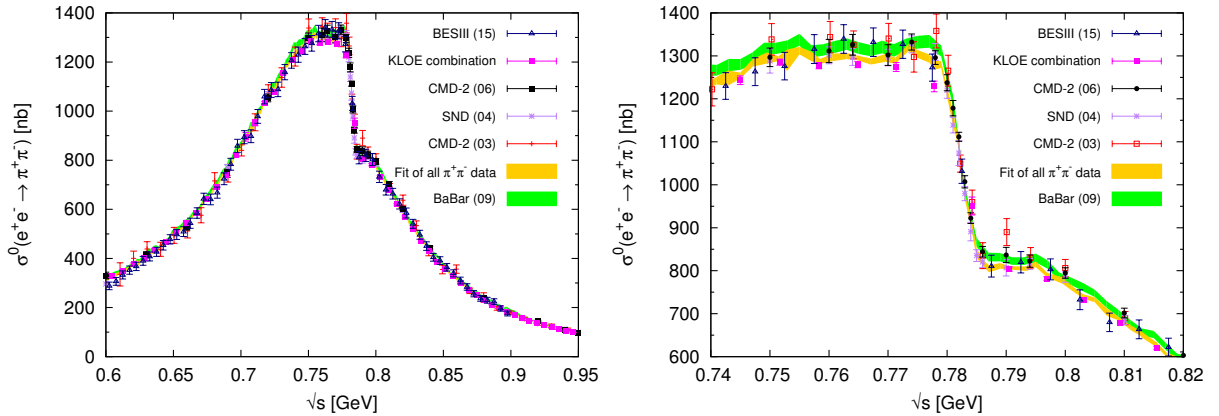 σ⁰(e⁺e⁻ → π⁺π⁻) [nb]
1400
1200
1000
800
600
400
200
0
0.6 0.65 0.7 0.75 0.8 0.85 0.9 0.95
√s [GeV]
BESIII (15)
KLOE combination
CMD-2 (06)
SND (04)
CMD-2 (03)
Fit of all π⁺π⁻ data
BaBar (09)
σ⁰(e⁺e⁻ → π⁺π⁻) [nb]
1400
1300
1200
1100
1000
900
800
700
600
0.74 0.75 0.76 0.77 0.78 0.79 0.8 0.81 0.82
√s [GeV]
BESIII (15)
KLOE combination
CMD-2 (06)
SND (04)
CMD-2 (03)
Fit of all π⁺π⁻ data
BaBar (09)